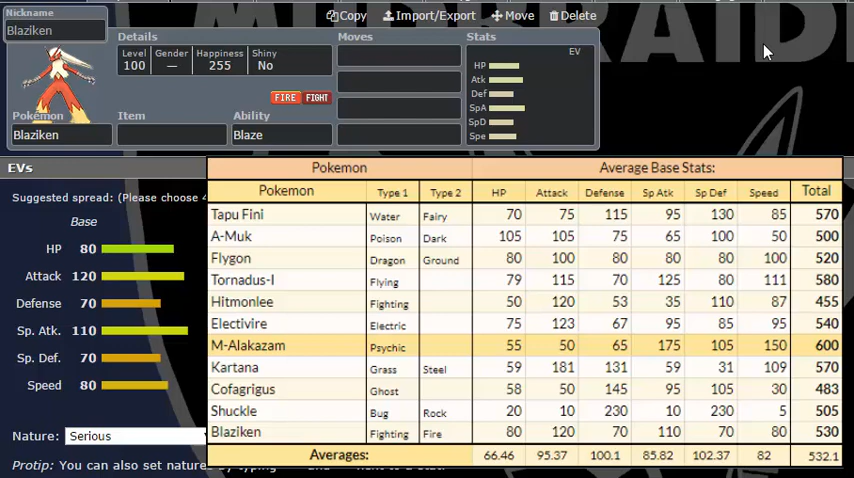 Nickname
Blaziken
Copy Import/Export Move Delete
Details
Level Gender Happiness Shiny
100 — 255 No
FIRE FIGHT
Pokemon Item Ability
Blaziken Blaze
Moves
Stats
EV
HP
Atk
Def
SpA
SpD
Spe
EVs
Suggested spread: (Please choose 4
Base
HP 80
Attack 120
Defense 70
Sp. Atk. 110
Sp. Def. 70
Speed 80
Nature: Serious
Protip: You can also set natures by typing
Pokemon Average Base Stats:
Pokemon Type 1 Type 2 HP Attack Defense Sp Atk Sp Def Speed Total
Tapu Fini Water Fairy 70 75 115 95 130 85 570
A-Muk Poison Dark 105 105 75 65 100 50 500
Flygon Dragon Ground 80 100 80 80 80 100 520
Tornadus-I Flying 79 115 70 125 80 111 580
Hitmonlee Fighting 50 120 53 35 110 87 455
Electivire Electric 75 123 67 95 85 95 540
M-Alakazam Psychic 55 50 65 175 105 150 600
Kartana Grass Steel 59 181 131 59 31 109 570
Cofagrigus Ghost 58 50 145 95 105 30 483
Shuckle Bug Rock 20 10 230 10 230 5 505
Blaziken Fighting Fire 80 120 70 110 70 80 530
Averages: 66.46 95.37 100.1 85.82 102.37 82 532.1